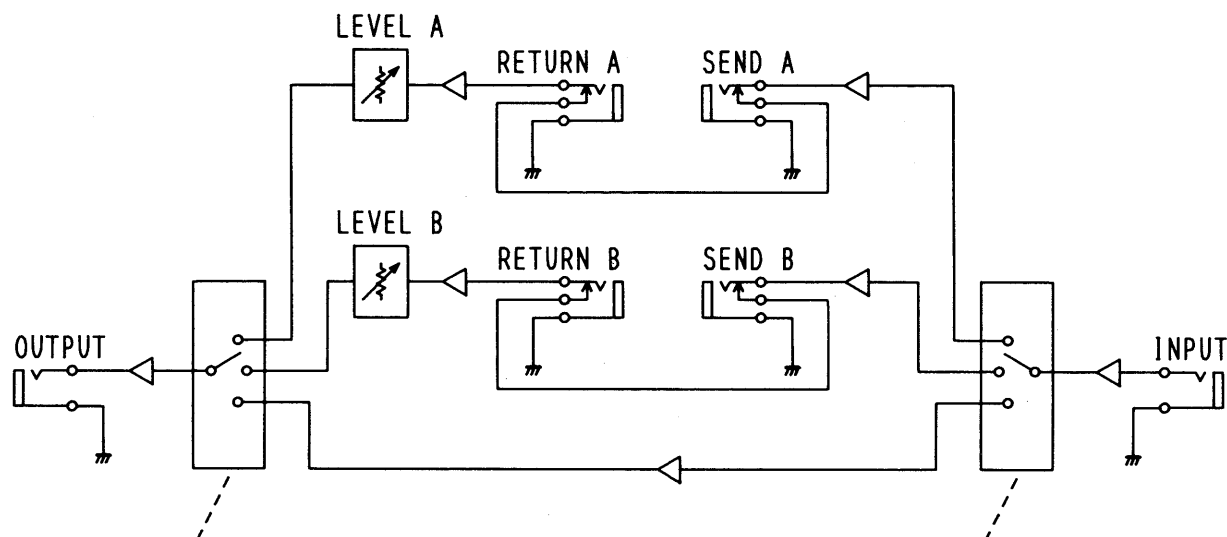 LEVEL A
RETURN A
SEND A
LEVEL B
RETURN B
SEND B
OUTPUT
INPUT